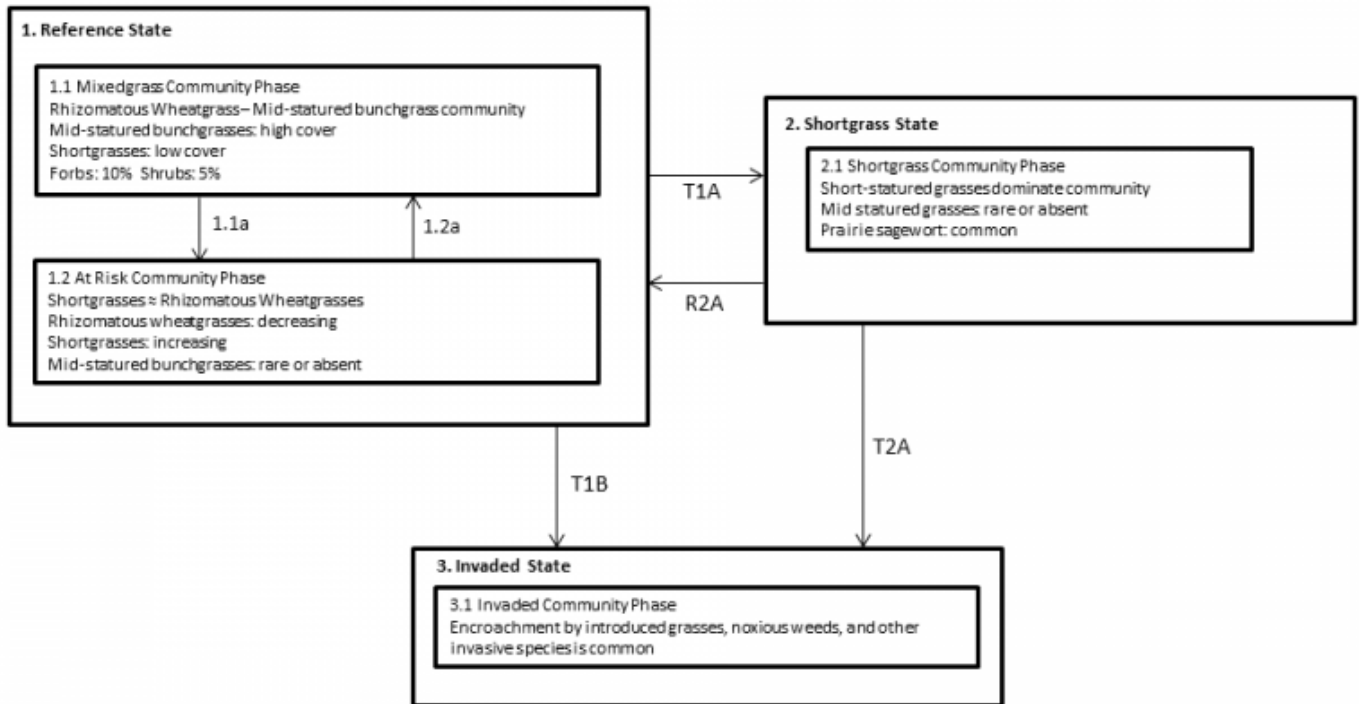 1. Reference State
1.1 Mixedgrass Community Phase
Rhizomatous Wheatgrass– Mid-statured bunchgrass community
Mid-statured bunchgrasses: high cover
Shortgrasses: low cover
Forbs: 10% Shrubs: 5%
1.1a
1.2a
1.2 At Risk Community Phase
Shortgrasses ≈ Rhizomatous Wheatgrasses
Rhizomatous wheatgrasses: decreasing
Shortgrasses: increasing
Mid-statured bunchgrasses: rare or absent
T1A
R2A
2. Shortgrass State
2.1 Shortgrass Community Phase
Short-statured grasses dominate community
Mid statured grasses: rare or absent
Prairie sagewort: common
T1B
T2A
3. Invaded State
3.1 Invaded Community Phase
Encroachment by introduced grasses, noxious weeds, and other
invasive species is common